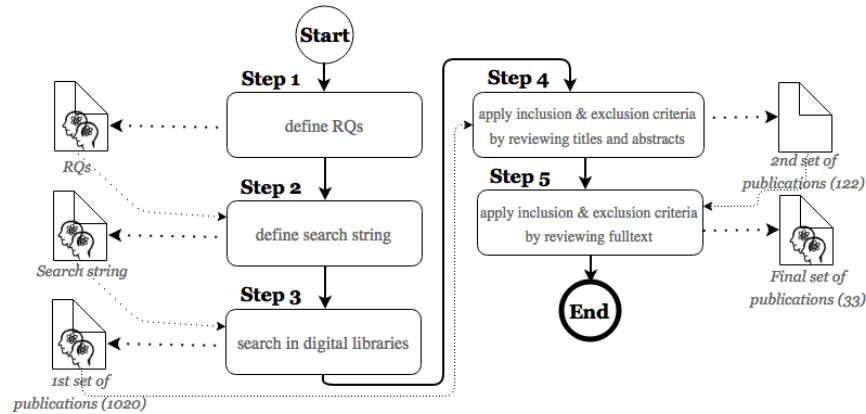 Start
Step 1
define RQs
RQs
Step 2
define search string
Search string
Step 3
search in digital libraries
1st set of
publications (1020)
Step 4
apply inclusion & exclusion criteria
by reviewing titles and abstracts
2nd set of
publications (122)
Step 5
apply inclusion & exclusion criteria
by reviewing fulltext
Final set of
publications (33)
End